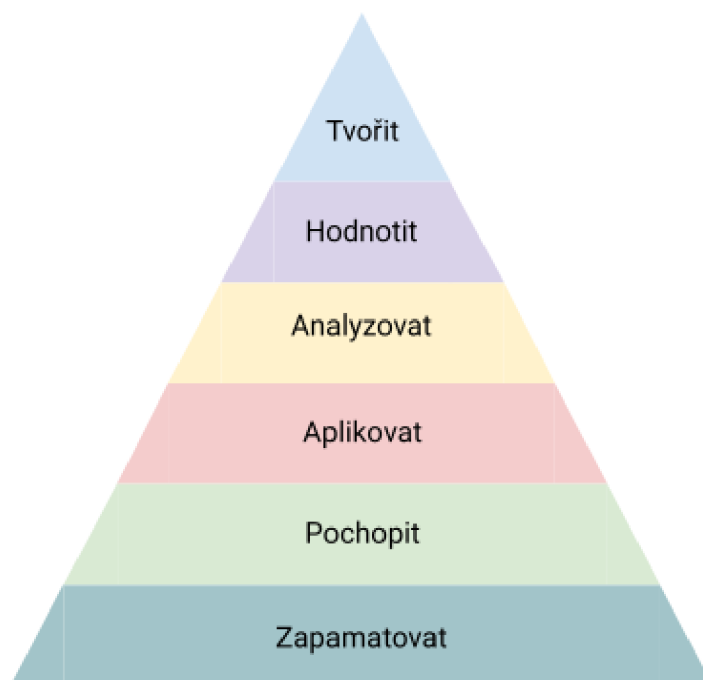 Tvořit
Hodnotit
Analyzovat
Aplikovat
Pochopit
Zapamatovat